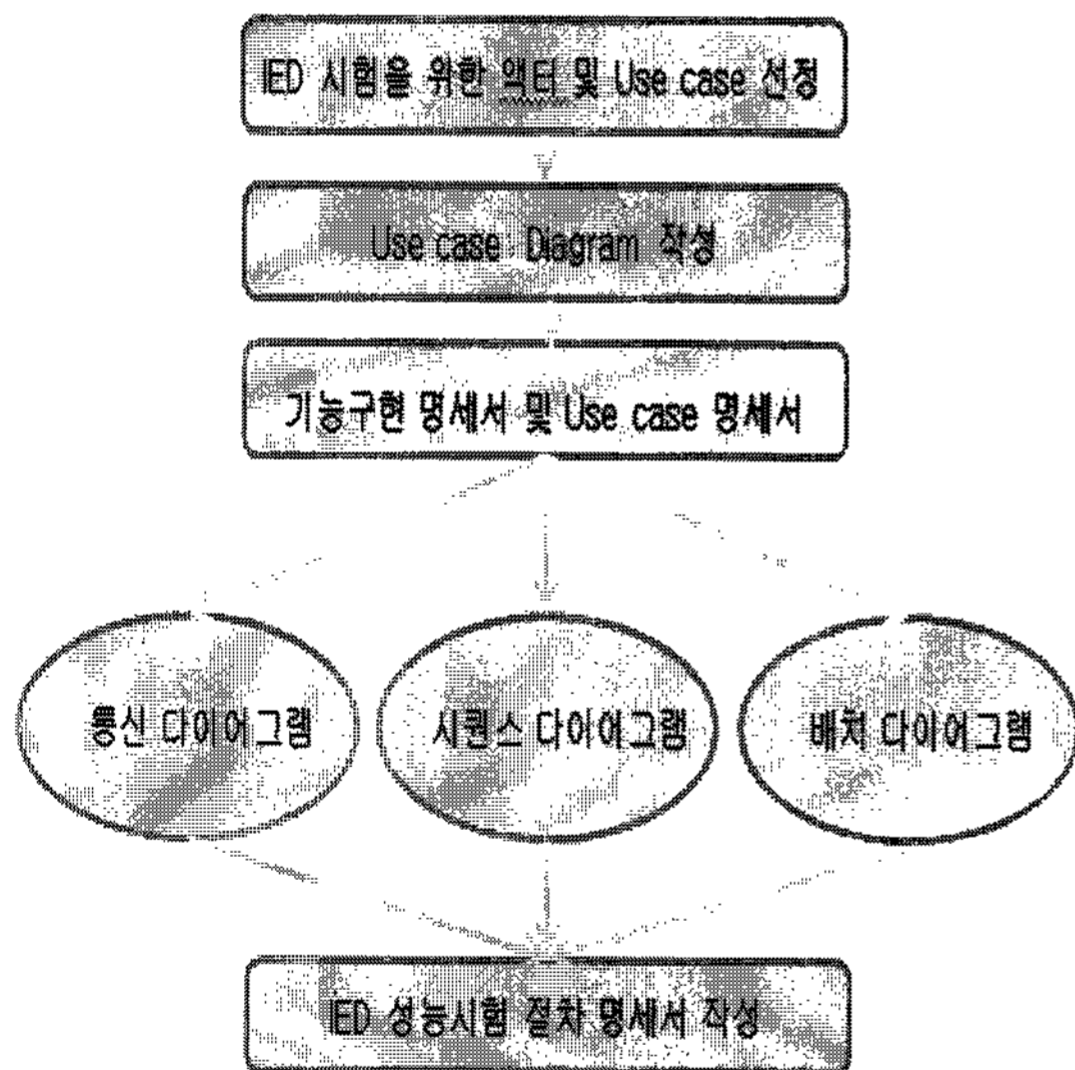 IED 시험을 위한 액터 및 Use case 선정
Use case Diagram 작성
기능구현 명세서 및 Use case 명세서
통신 다이어그램
시퀀스 다이어그램
배치 다이어그램
IED 성능시험 절차 명세서 작성